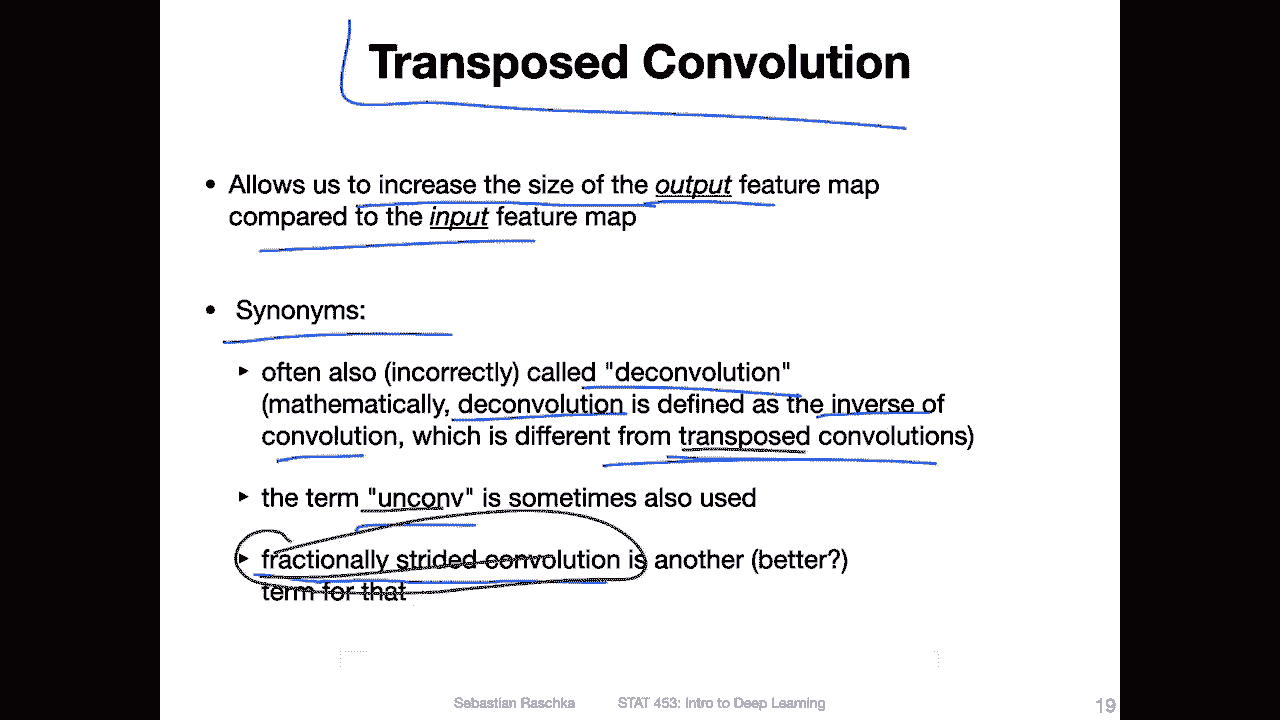 Transposed Convolution
• Allows us to increase the size of the output feature map
compared to the input feature map
• Synonyms:
‣ often also (incorrectly) called "deconvolution"
(mathematically, deconvolution is defined as the inverse of
convolution, which is different from transposed convolutions)
‣ the term "unconv" is sometimes also used
‣ fractionally strided convolution is another (better?)
term for that
Sebastian Raschka STAT 453: Intro to Deep Learning 19